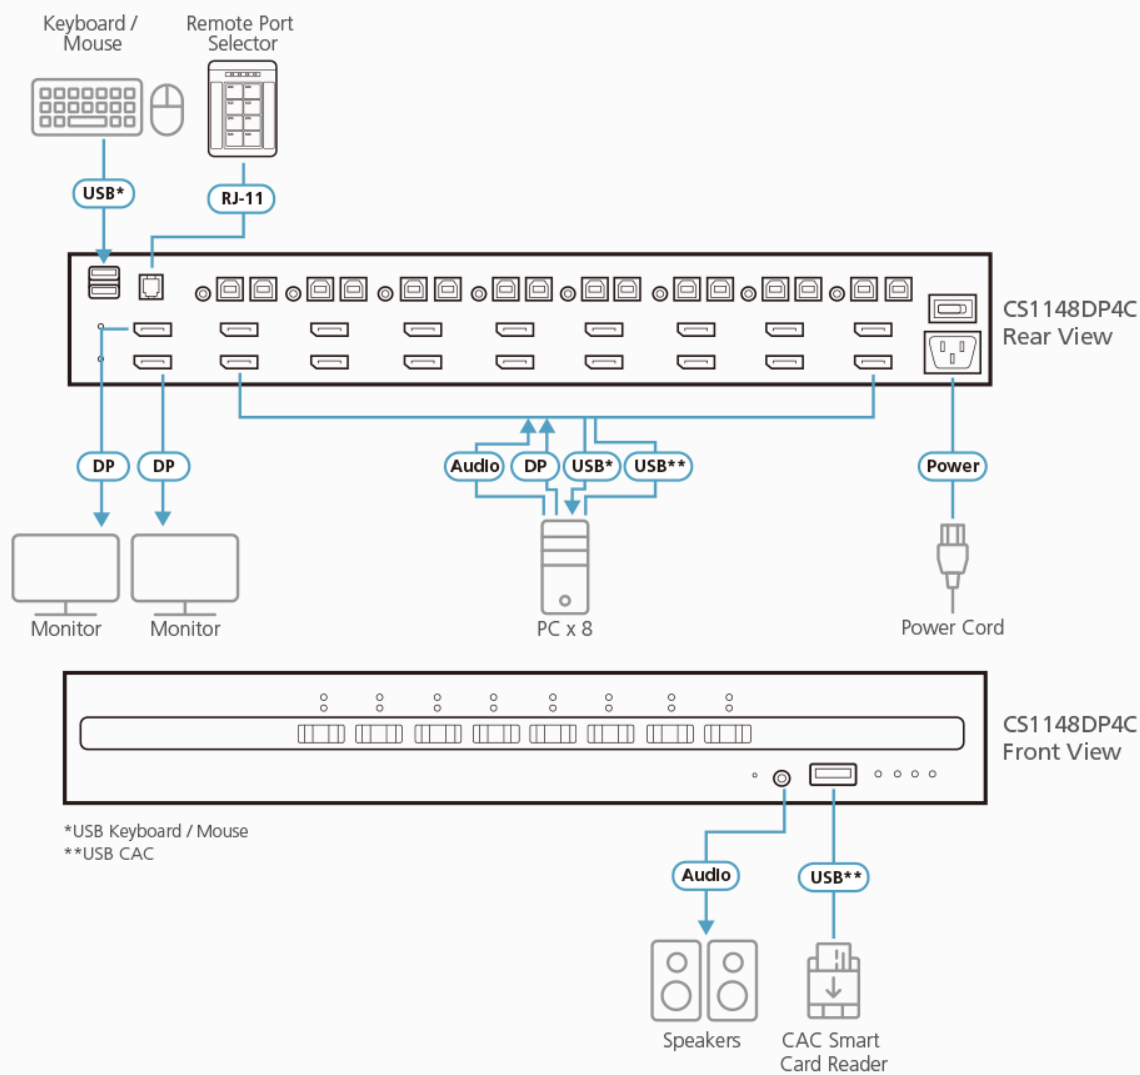 Keyboard /
Mouse
Remote Port
Selector
USB*
RJ-11
CS1148DP4C
Rear View
DP
DP
Audio
DP
USB*
USB**
Power
Monitor
Monitor
PC x 8
Power Cord
CS1148DP4C
Front View
*USB Keyboard / Mouse
**USB CAC
Audio
USB**
Speakers
CAC Smart
Card Reader